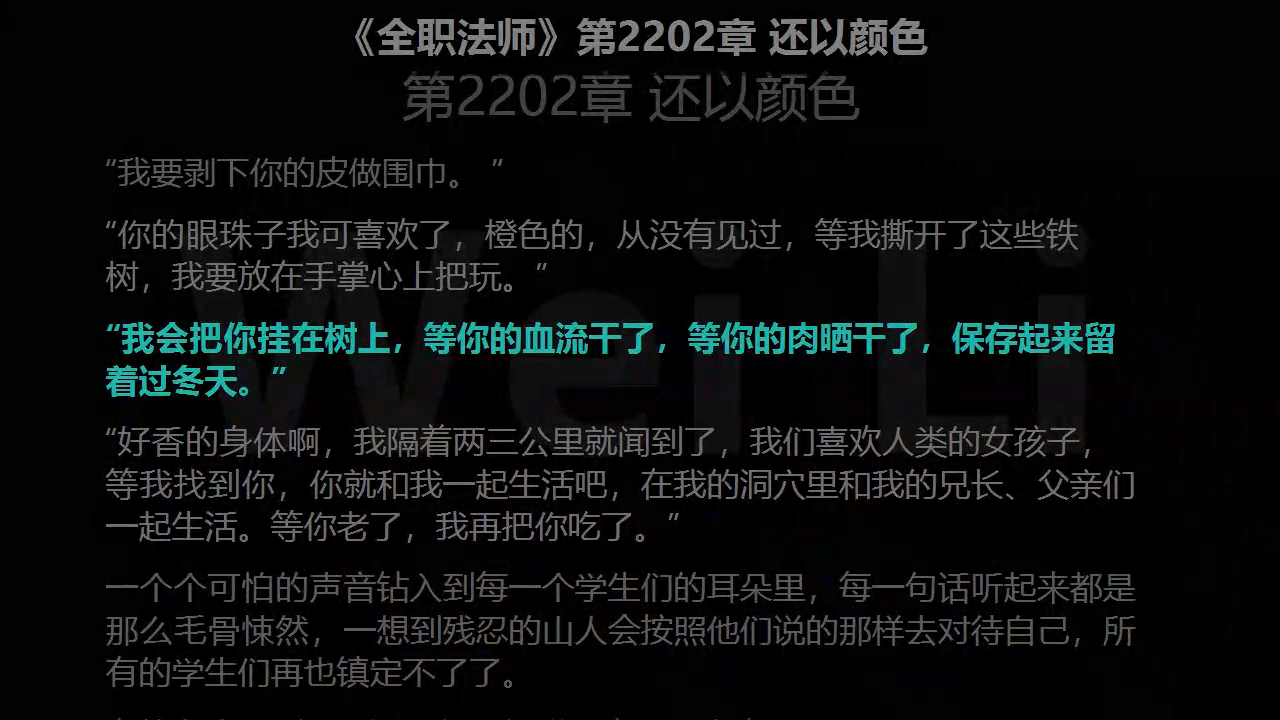 《全职法师》第2202章 还以颜色
第2202章 还以颜色
“我要剥下你的皮做围巾。 ”
“你的眼珠子我可喜欢了，橙色的，从没有见过，等我撕开了这些铁
树，我要放在手掌心上把玩。”
“我会把你挂在树上，等你的血流干了，等你的肉晒干了，保存起来留
着过冬天。”
“好香的身体啊，我隔着两三公里就闻到了，我们喜欢人类的女孩子，
等我找到你，你就和我一起生活吧，在我的洞穴里和我的兄长、父亲们
一起生活。等你老了，我再把你吃了。”
一个个可怕的声音钻入到每一个学生们的耳朵里，每一句话听起来都是
那么毛骨悚然，一想到残忍的山人会按照他们说的那样去对待自己，所
有的学生们再也镇定不了了。
Wei Li